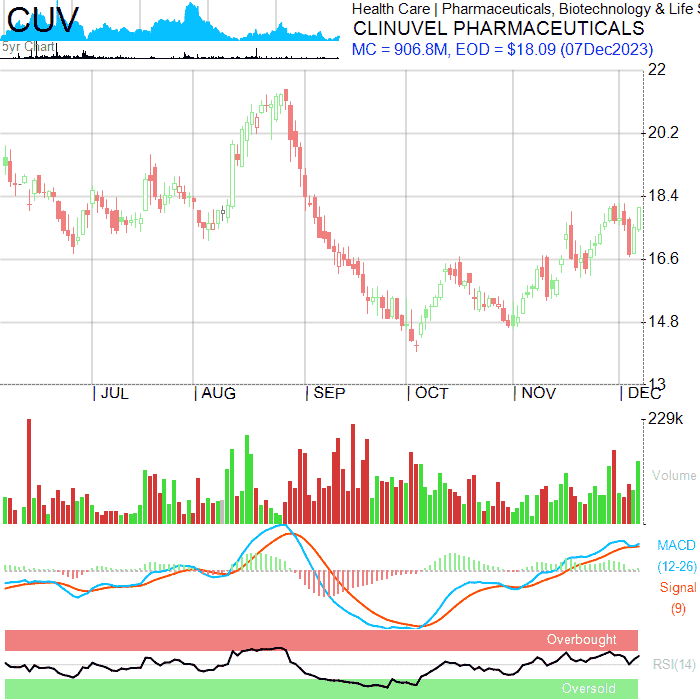 CUV
5yr Chart
Health Care | Pharmaceuticals, Biotechnology & Life
CLINUVEL PHARMACEUTICALS
MC = 906.8M, EOD = $18.09 (07Dec2023)
22
20.2
18.4
16.6
14.8
13
| JUL | AUG | SEP | OCT | NOV | DEC
229k
Volume
MACD
(12-26)
Signal
(9)
Overbought
RSI(14)
Oversold